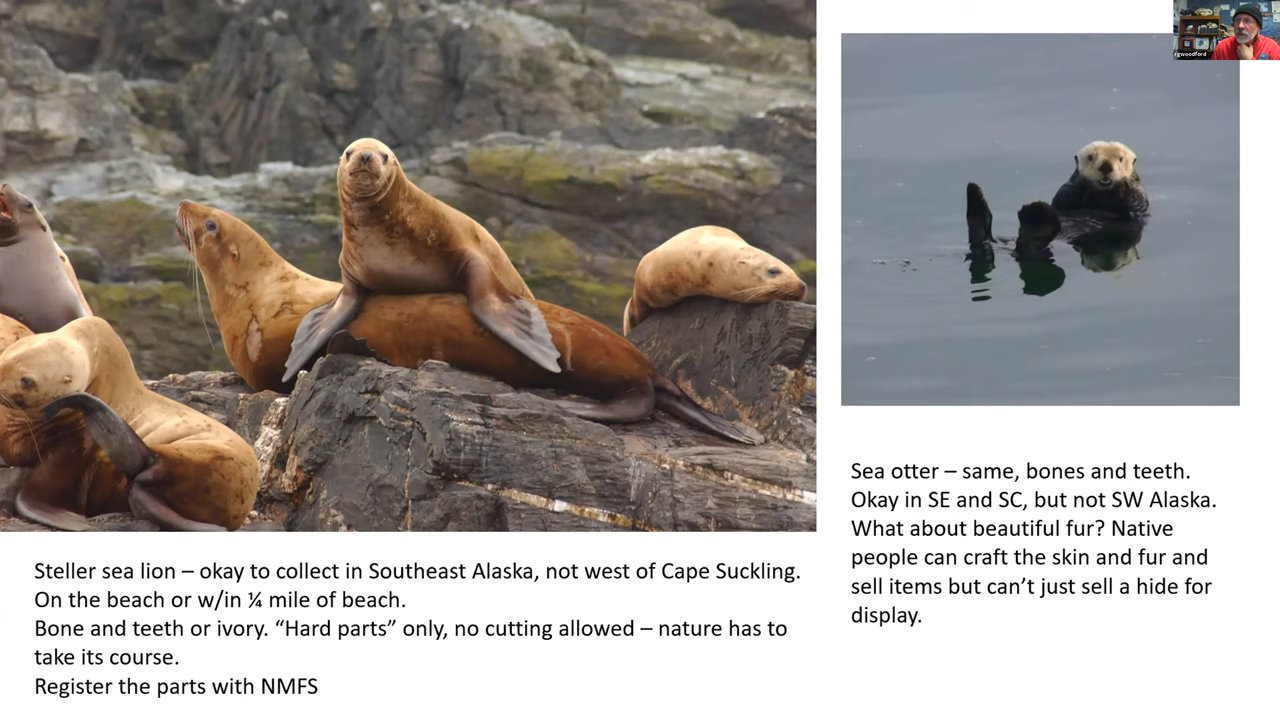 rgwoodford
Steller sea lion – okay to collect in Southeast Alaska, not west of Cape Suckling.
On the beach or w/in ¼ mile of beach.
Bone and teeth or ivory. “Hard parts” only, no cutting allowed – nature has to
take its course.
Register the parts with NMFS
Sea otter – same, bones and teeth.
Okay in SE and SC, but not SW Alaska.
What about beautiful fur? Native
people can craft the skin and fur and
sell items but can’t just sell a hide for
display.